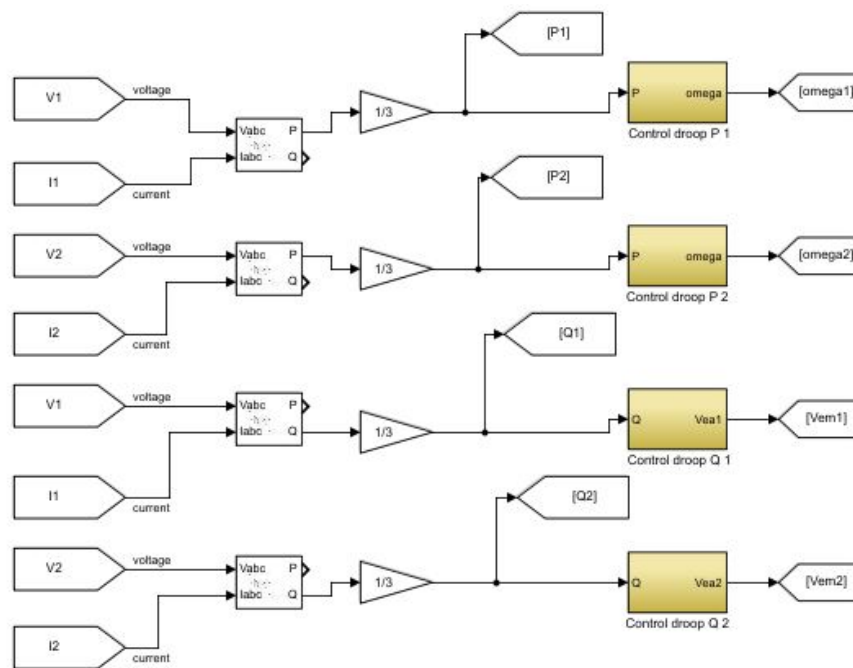 [P1]
V1
voltage
Vabc
P
Iabc
Q
1/3
P
omega
[omega1]
Control droop P 1
I1
current
[P2]
V2
voltage
Vabc
P
Iabc
Q
1/3
P
omega
[omega2]
Control droop P 2
I2
current
[Q1]
V1
voltage
Vabc
P
Iabc
Q
1/3
Q
Vea1
[Vem1]
Control droop Q 1
I1
current
[Q2]
V2
voltage
Vabc
P
Iabc
Q
1/3
Q
Vea2
[Vem2]
Control droop Q 2
I2
current